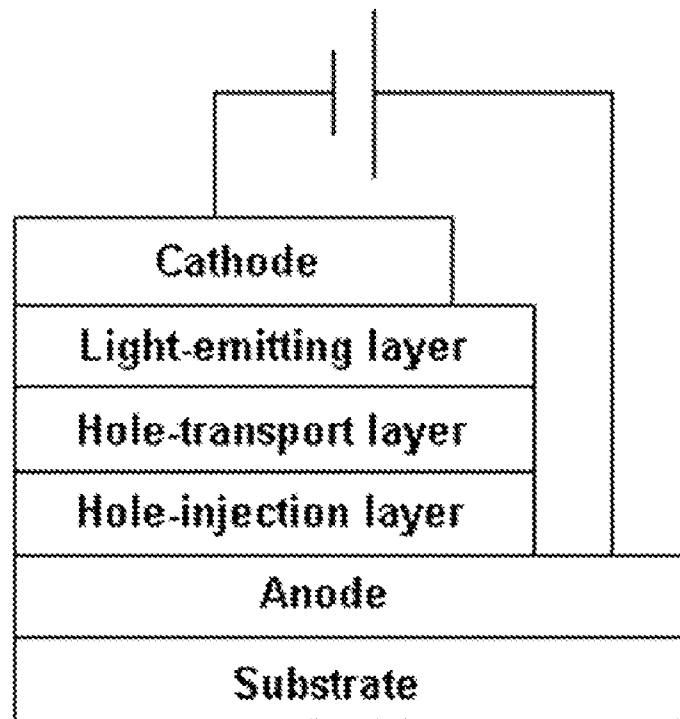 Cathode
Light-emitting layer
Hole-transport layer
Hole-injection layer
Anode
Substrate